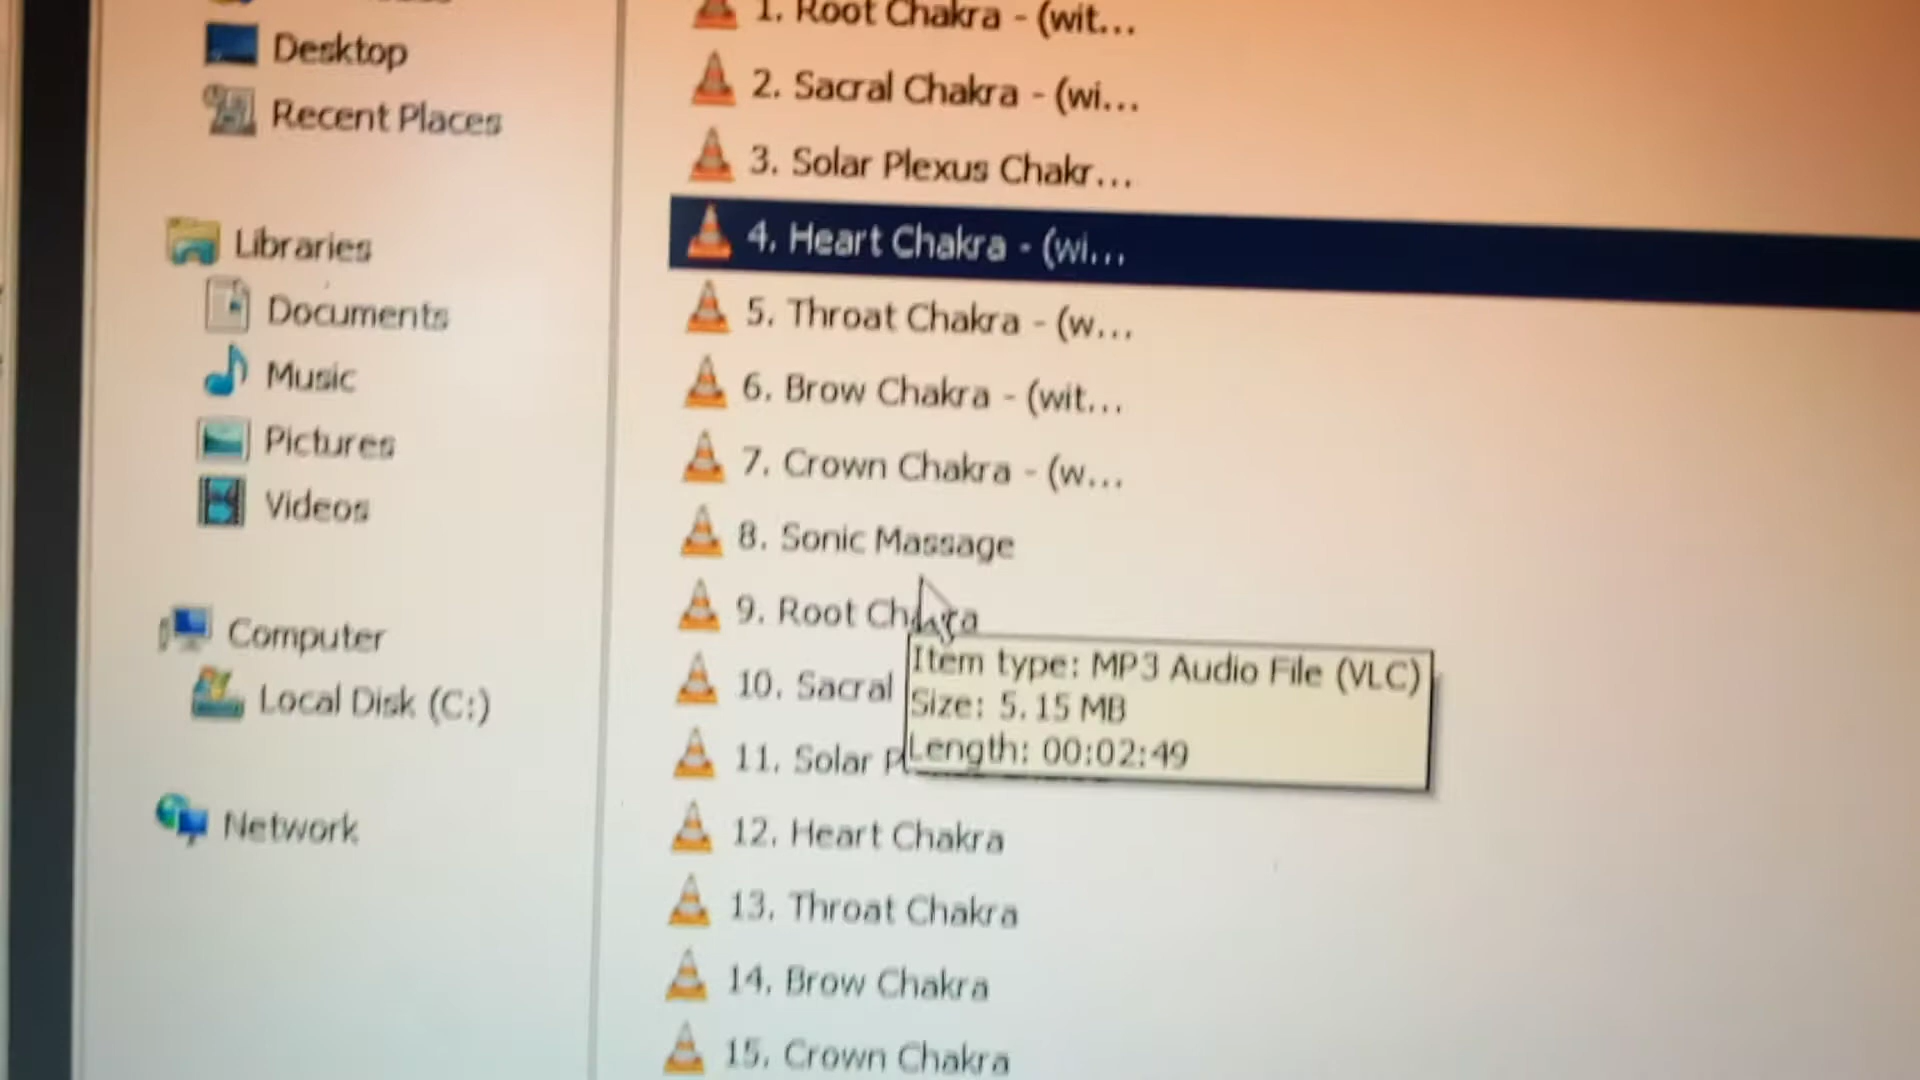 Desktop
Recent Places
Libraries
Documents
Music
Pictures
Videos
Computer
Local Disk (C:)
Network
1. Root Chakra - (wit...
2. Sacral Chakra - (wi...
3. Solar Plexus Chakr...
4. Heart Chakra - (wi...
5. Throat Chakra - (w...
6. Brow Chakra - (wit...
7. Crown Chakra - (w...
8. Sonic Massage
9. Root Chakra
10. Sacral
11. Solar P
12. Heart Chakra
13. Throat Chakra
14. Brow Chakra
15. Crown Chakra
Item type: MP3 Audio File (VLC)
Size: 5.15 MB
Length: 00:02:49